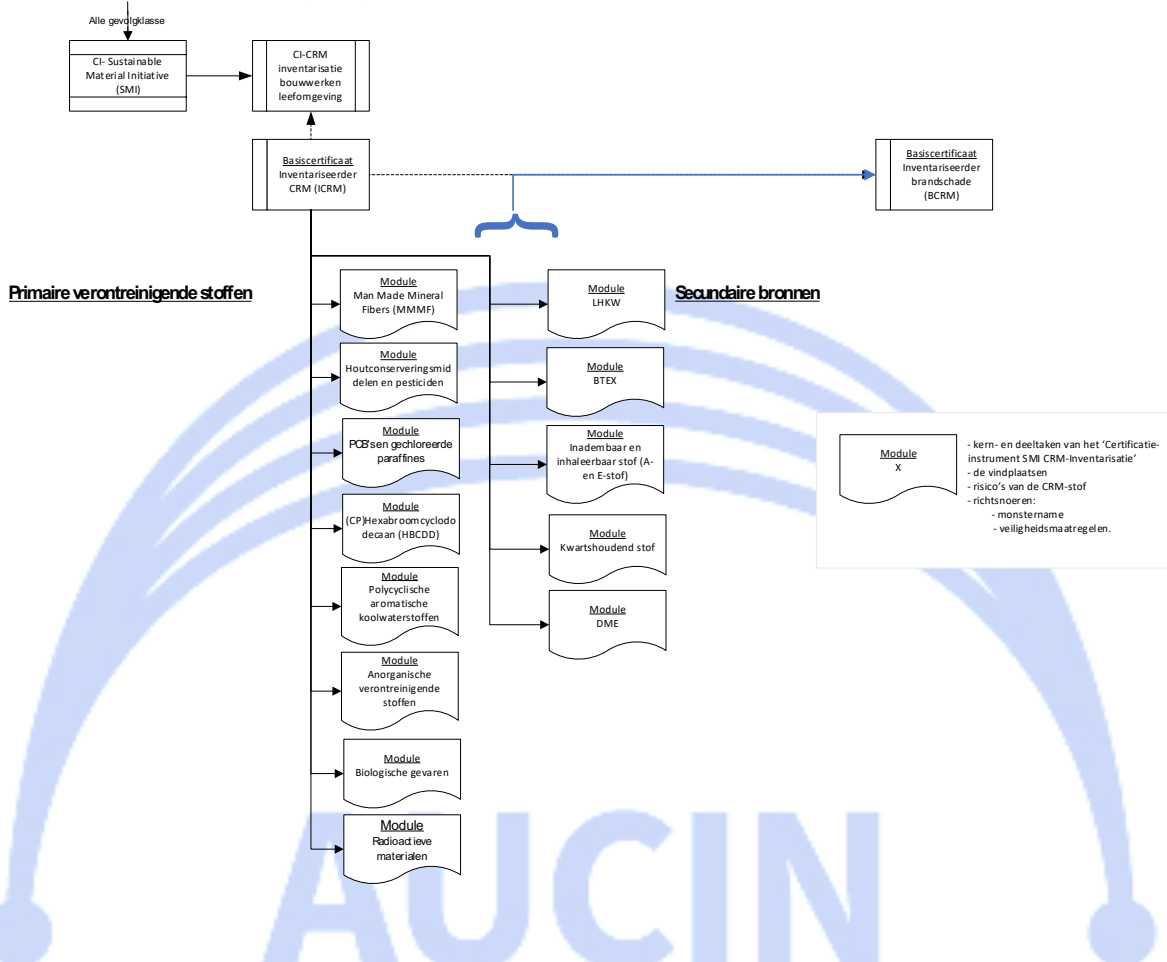 Alle gevolgklasse
CI- Sustainable
Material Initiative
(SMI)
CI-CRM
inventarisatie
bouwwerken
leefomgeving
Basiscertificaat
Inventariseerder
CRM (ICRM)
Basiscertificaat
Inventariseerder
brandschade
(BCRM)
Primaire verontreinigende stoffen
Secundaire bronnen
Module
Man Made Mineral
Fibers (MMMF)
Module
Houtconserveringsmid
delen en pesticiden
Module
PCB's en gechloreerde
paraffines
Module
(CP)Hexabroomcyclodo
decaan (HBCDD)
Module
Polycyclische
aromatische
koolwaterstoffen
Module
Anorganische
verontreinigende
stoffen
Module
Biologische gevaren
Module
Radioactieve
materialen
Module
LHKW
Module
BTEX
Module
Inadembaar en
inhaleerbaar stof (A-
en E-stof)
Module
Kwartshoudend stof
Module
DME
Module
X
- kern- en deeltaken van het 'Certificatie-
instrument SMI CRM-Inventarisatie'
- de vindplaatsen
- risico's van de CRM-stof
- richtsnoeren:
- monstername
- veiligheidsmaatregelen.
AUCIN